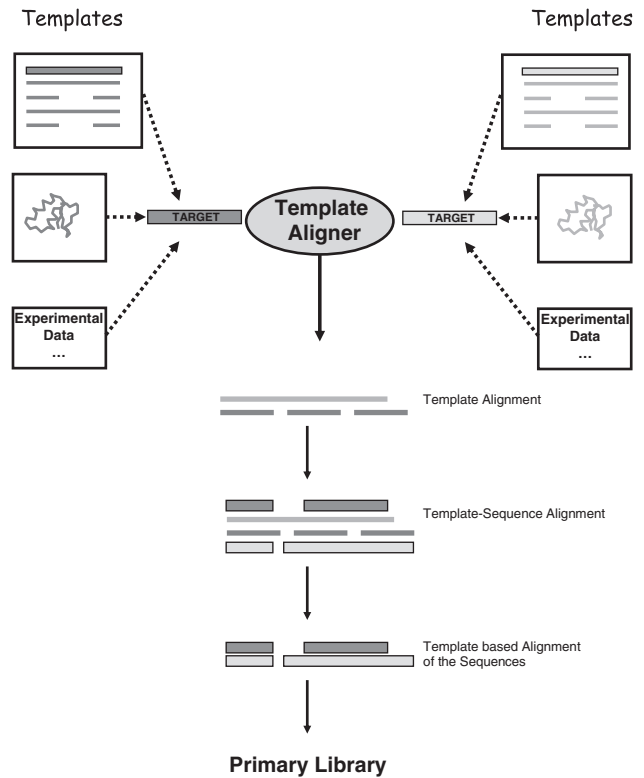 Templates
Templates
TARGET
Template
Aligner
TARGET
Experimental
Data
...
Experimental
Data
...
Template Alignment
Template-Sequence Alignment
Template based Alignment
of the Sequences
Primary Library